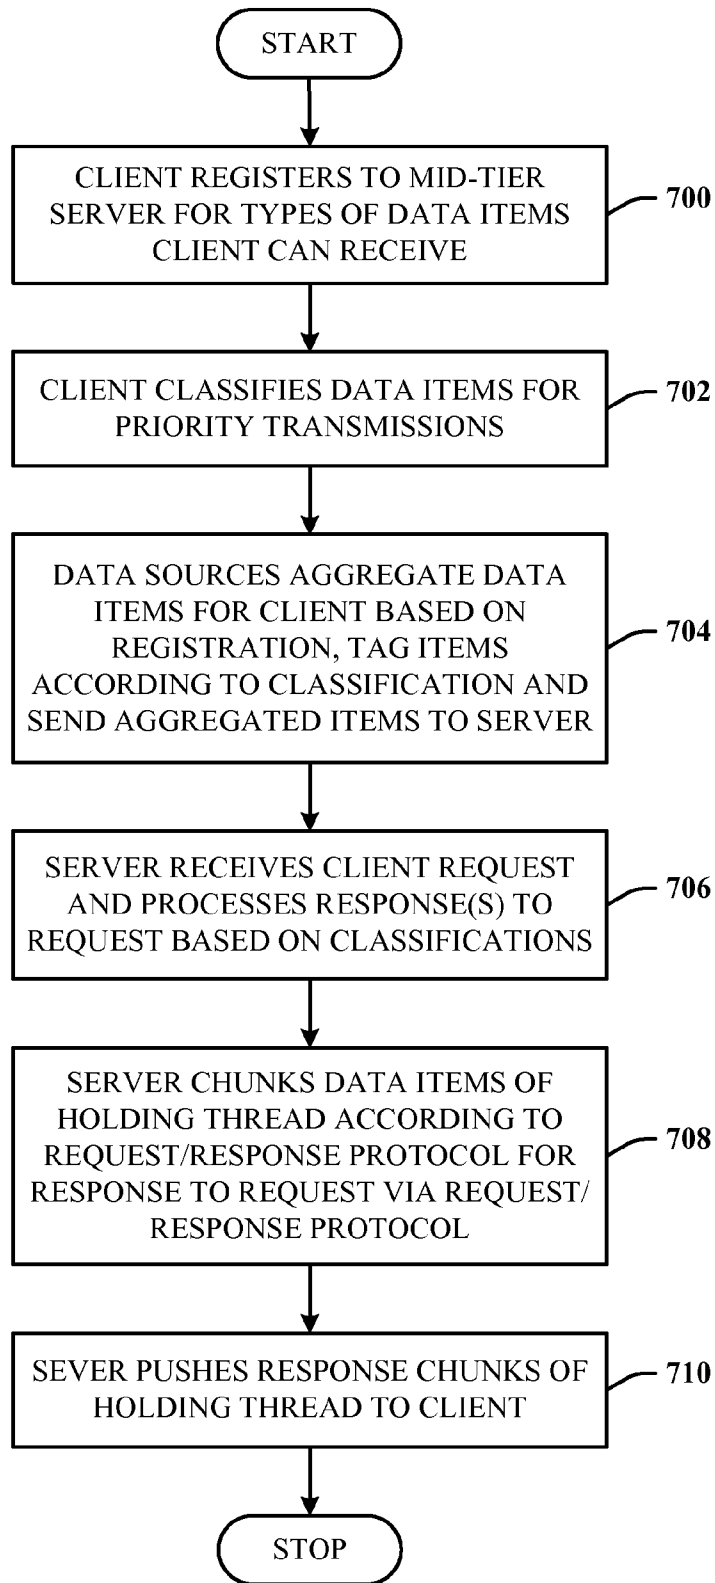 START
CLIENT REGISTERS TO MID-TIER
SERVER FOR TYPES OF DATA ITEMS
CLIENT CAN RECEIVE
700
CLIENT CLASSIFIES DATA ITEMS FOR
PRIORITY TRANSMISSIONS
702
DATA SOURCES AGGREGATE DATA
ITEMS FOR CLIENT BASED ON
REGISTRATION, TAG ITEMS
ACCORDING TO CLASSIFICATION AND
SEND AGGREGATED ITEMS TO SERVER
704
SERVER RECEIVES CLIENT REQUEST
AND PROCESSES RESPONSE(S) TO
REQUEST BASED ON CLASSIFICATIONS
706
SERVER CHUNKS DATA ITEMS OF
HOLDING THREAD ACCORDING TO
REQUEST/RESPONSE PROTOCOL FOR
RESPONSE TO REQUEST VIA REQUEST/
RESPONSE PROTOCOL
708
SEVER PUSHES RESPONSE CHUNKS OF
HOLDING THREAD TO CLIENT
710
STOP